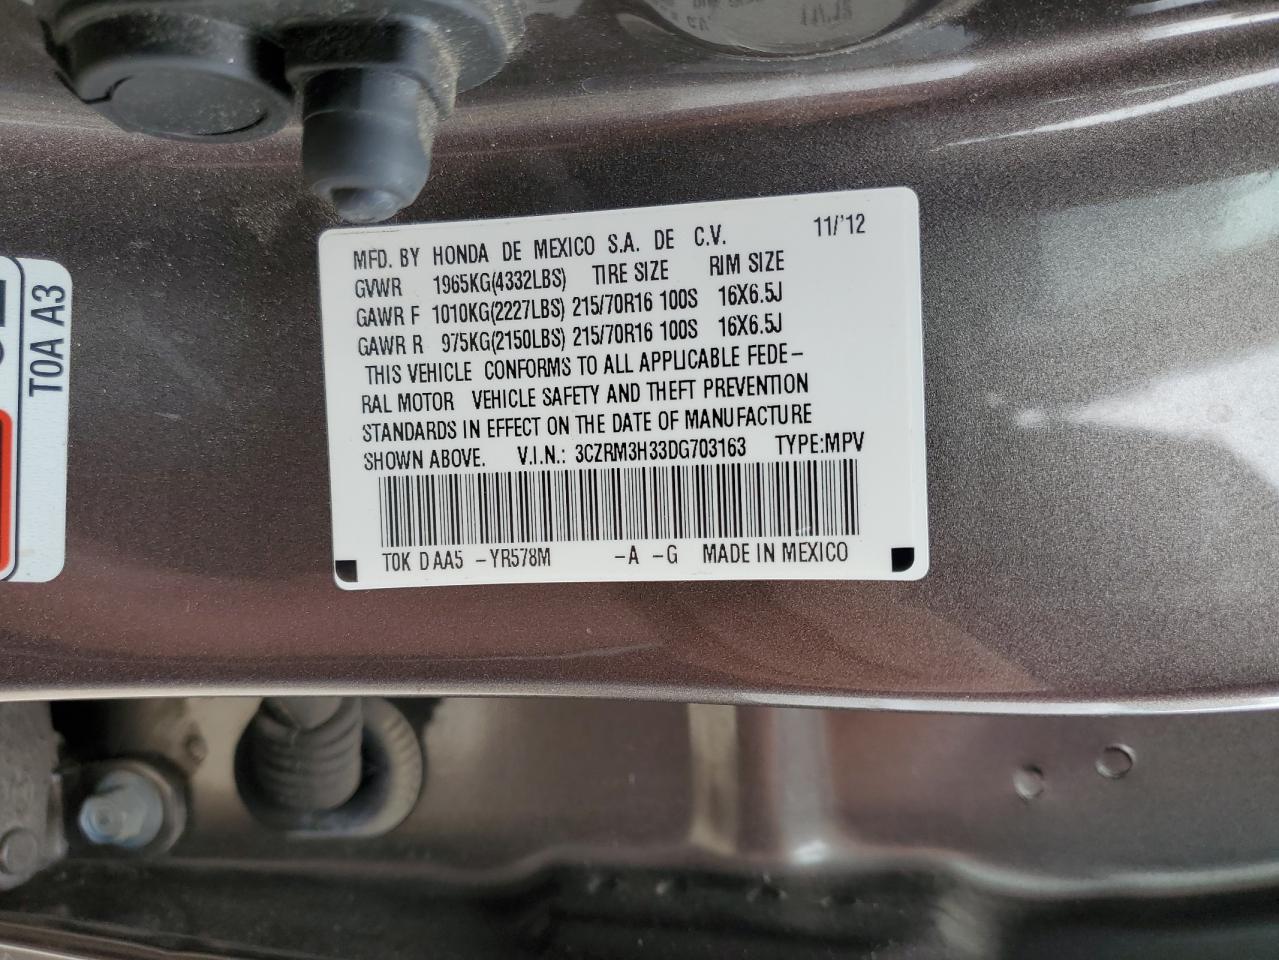 MFD. BY HONDA DE MEXICO S.A. DE C.V. 11/'12
GVWR 1965KG(4332LBS) TIRE SIZE RIM SIZE
GAWR F 1010KG(2227LBS) 215/70R16 100S 16X6.5J
GAWR R 975KG(2150LBS) 215/70R16 100S 16X6.5J
THIS VEHICLE CONFORMS TO ALL APPLICABLE FEDE-
RAL MOTOR VEHICLE SAFETY AND THEFT PREVENTION
STANDARDS IN EFFECT ON THE DATE OF MANUFACTURE
SHOWN ABOVE. V.I.N.: 3CZRM3H33DG703163 TYPE:MPV
TOK D AA5 -YR578M -A -G MADE IN MEXICO
TOA A3